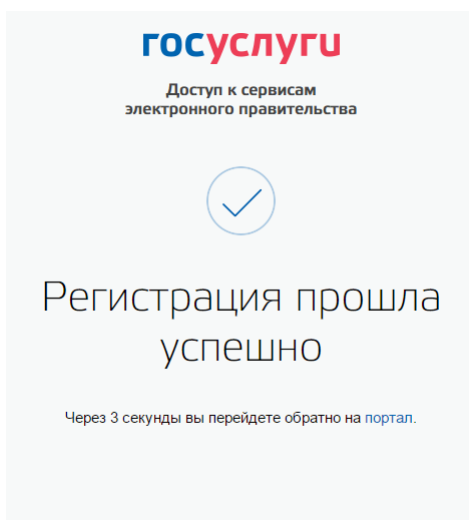 госуслуги
Доступ к сервисам
электронного правительства
Регистрация прошла
успешно
Через 3 секунды вы перейдете обратно на портал.